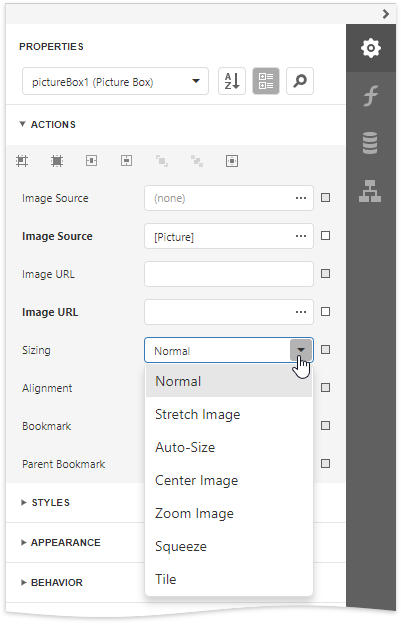 PROPERTIES
pictureBox1 (Picture Box)
ACTIONS
Image Source (none) ...
Image Source [Picture] ...
Image URL
Image URL ...
Sizing Normal
Alignment
Normal
Stretch Image
Bookmark
Auto-Size
Parent Bookmark
Center Image
STYLES
Zoom Image
APPEARANCE
Squeeze
BEHAVIOR
Tile